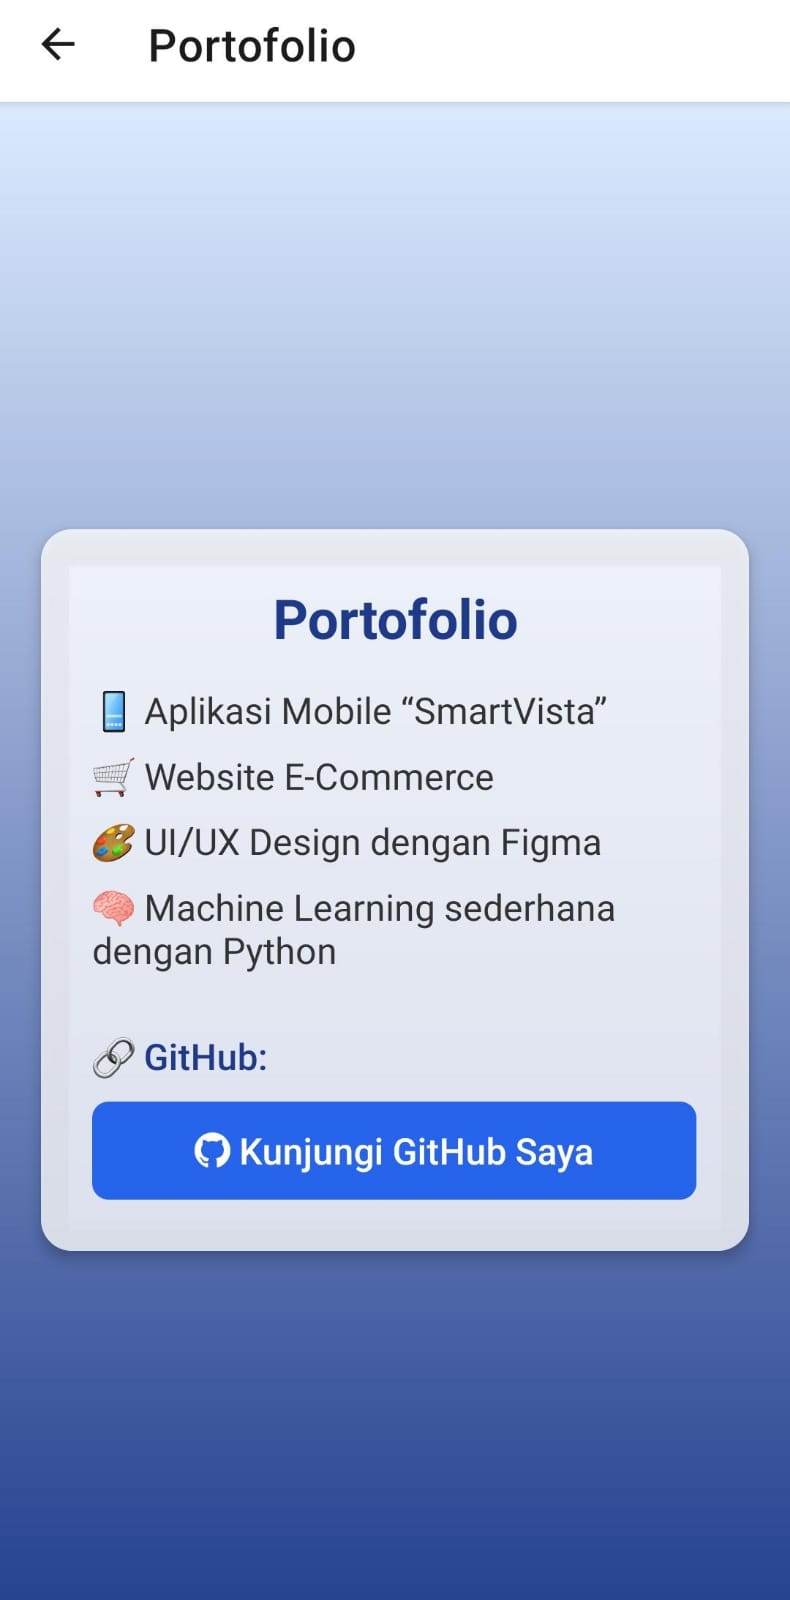 Portofolio
Portofolio
📱 Aplikasi Mobile “SmartVista”
🛒 Website E-Commerce
🎨 UI/UX Design dengan Figma
🧠 Machine Learning sederhana
dengan Python
🔗 GitHub:
Kunjungi GitHub Saya